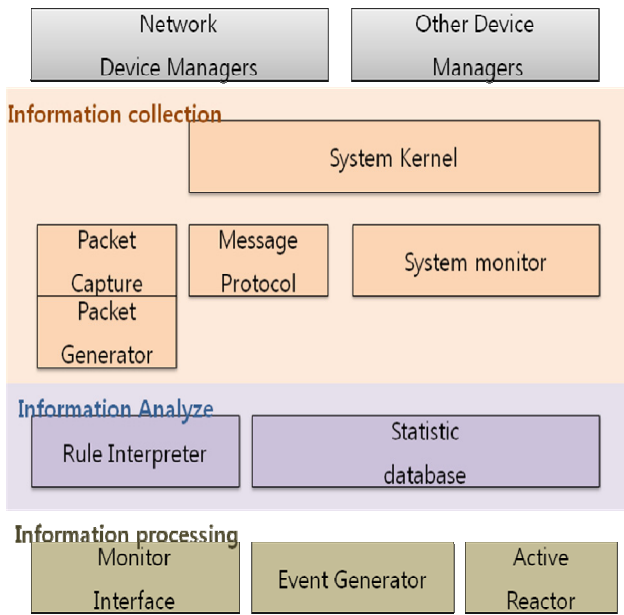 Network
Device Managers
Other Device
Managers
Information collection
System Kernel
Packet
Capture
Message
Protocol
System monitor
Packet
Generator
Information Analyze
Rule Interpreter
Statistic
database
Information processing
Monitor
Interface
Event Generator
Active
Reactor